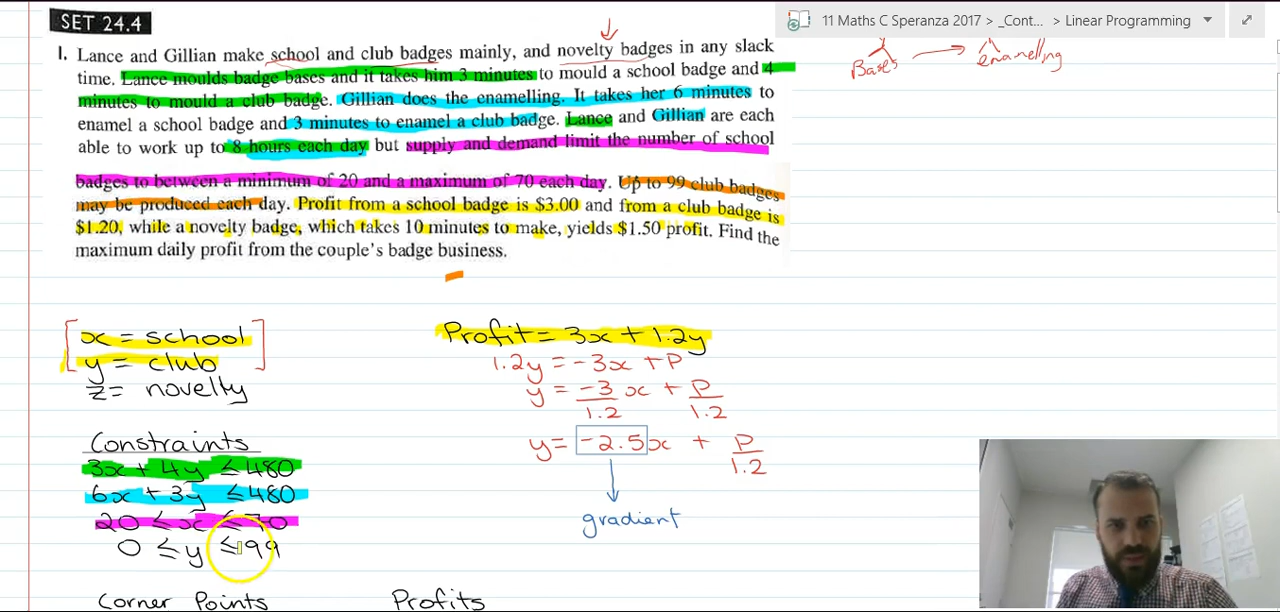 SET 24.4
11 Maths C Speranza 2017 > _Cont... > Linear Programming
Bases → enamelling
1. Lance and Gillian make school and club badges mainly, and novelty badges in any slack
time. Lance moulds badge bases and it takes him 3 minutes to mould a school badge and 4
minutes to mould a club badge. Gillian does the enamelling. It takes her 6 minutes to
enamel a school badge and 3 minutes to enamel a club badge. Lance and Gillian are each
able to work up to 8 hours each day but supply and demand limit the number of school
badges to between a minimum of 20 and a maximum of 70 each day. Up to 99 club badges
may be produced each day. Profit from a school badge is $3.00 and from a club badge is
$1.20, while a novelty badge, which takes 10 minutes to make, yields $1.50 profit. Find the
maximum daily profit from the couple's badge business.
x = school
y = club
z = novelty
Profit = 3x + 1.2y
1.2y = -3x + P
y = -3/1.2 x + P/1.2
y = -2.5x + P/1.2
gradient
Constraints
3x + 4y ≤ 480
6x + 3y ≤ 480
20 ≤ x ≤ 70
0 ≤ y ≤ 99
Corner Points
Profits